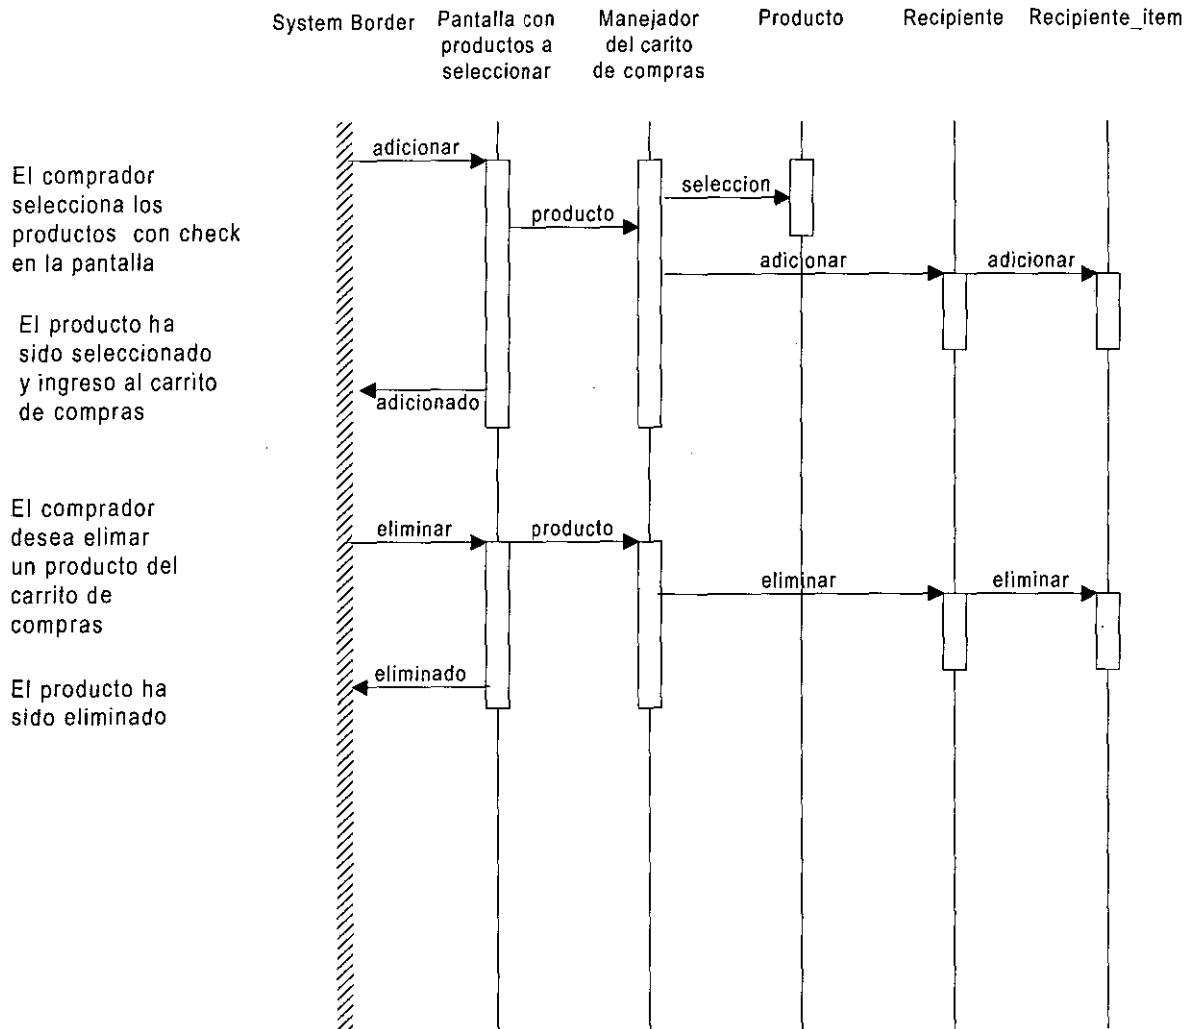 System Border
Pantalla con
productos a
seleccionar
Manejador
del carito
de compras
Producto
Recipiente
Recipiente_item
El comprador
selecciona los
productos con check
en la pantalla
adicionar
seleccion
producto
adicionar
adicionar
El producto ha
sido seleccionado
y ingreso al carrito
de compras
adicionado
El comprador
desea elimar
un producto del
carrito de
compras
eliminar
producto
eliminar
eliminar
El producto ha
sido eliminado
eliminado